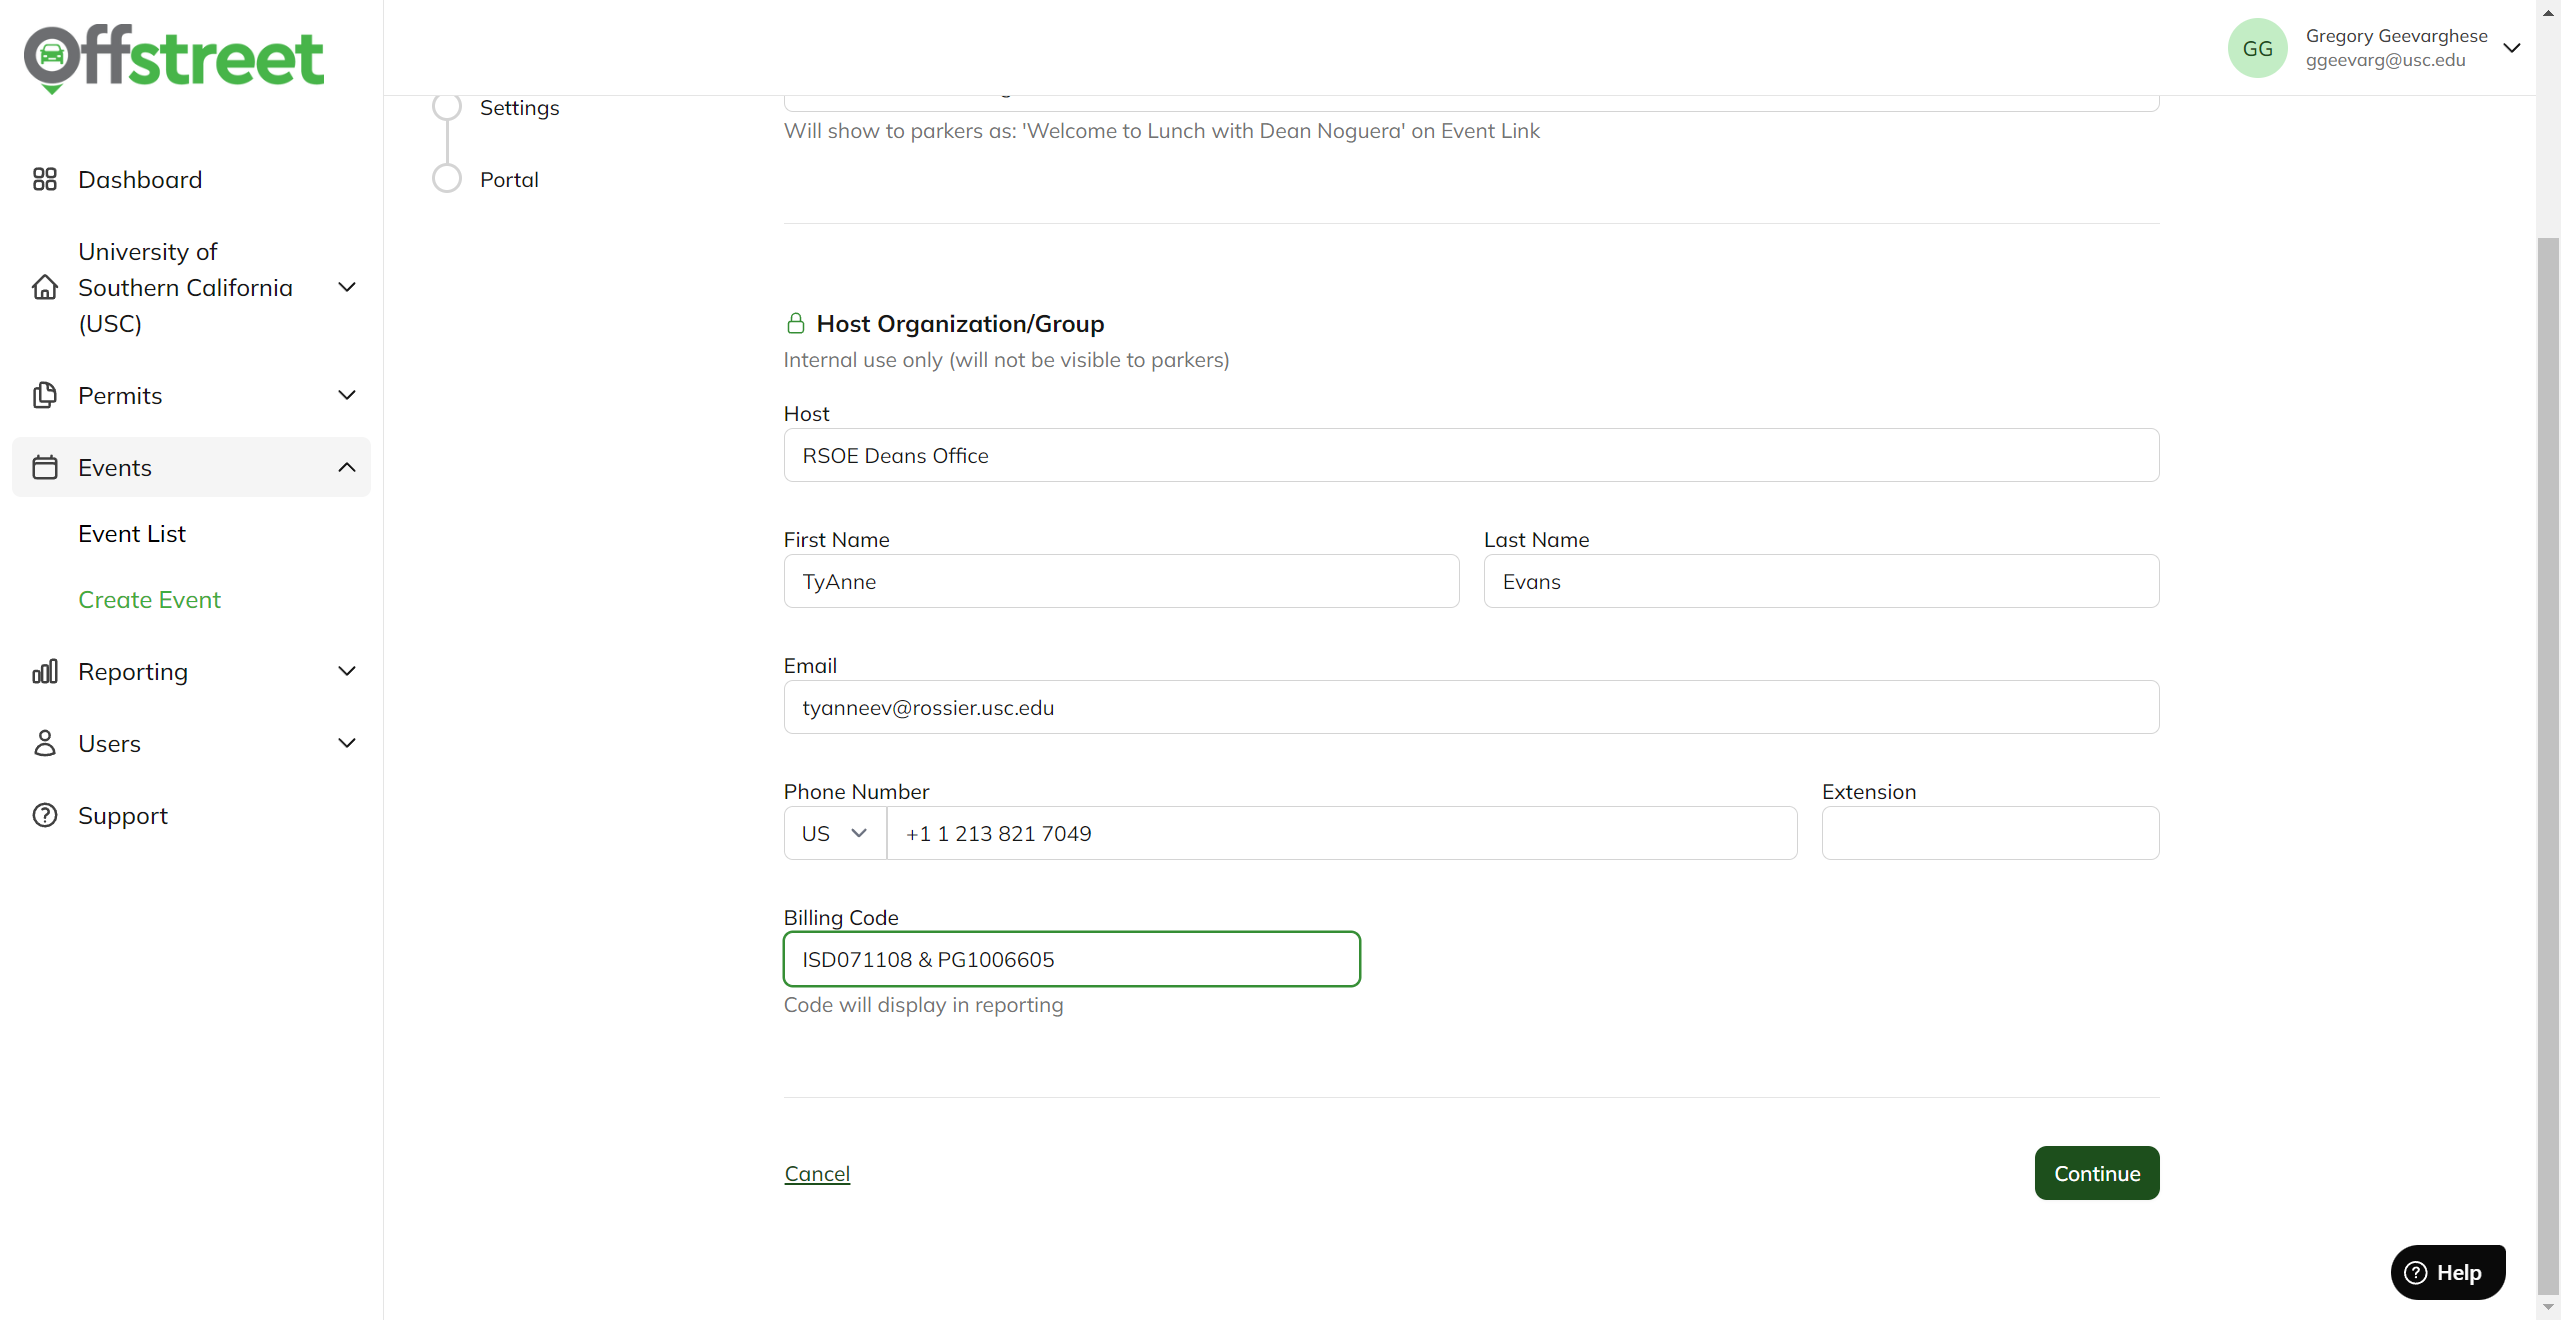 Offstreet
GG
Gregory Geevarghese
ggeevarg@usc.edu
Dashboard
University of
Southern California
(USC)
Permits
Events
Event List
Create Event
Reporting
Users
Support
Settings
Portal
Will show to parkers as: 'Welcome to Lunch with Dean Noguera' on Event Link
Host Organization/Group
Internal use only (will not be visible to parkers)
Host
RSOE Deans Office
First Name
Last Name
TyAnne
Evans
Email
tyanneev@rossier.usc.edu
Phone Number
Extension
US
+1 1 213 821 7049
Billing Code
ISD071108 & PG1006605
Code will display in reporting
Cancel
Continue
Help